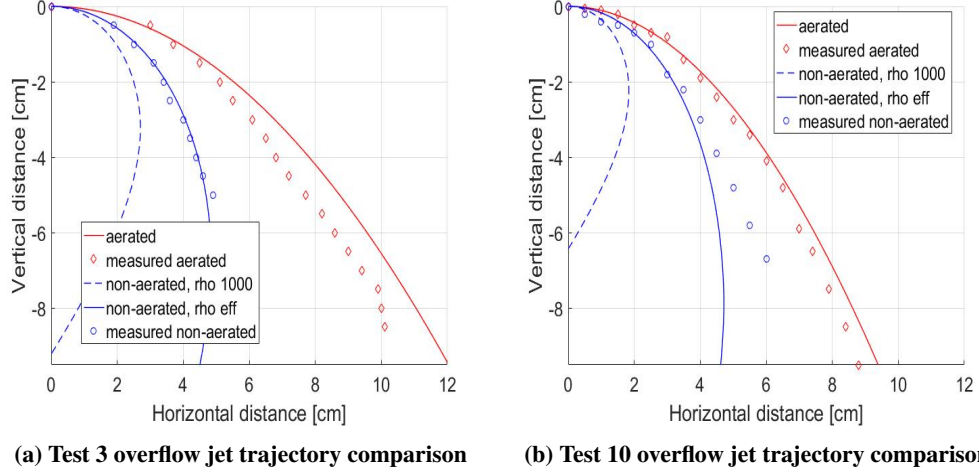 0
-2
-4
-6
-8
Vertical distance [cm]
aerated
measured aerated
non-aerated, rho 1000
non-aerated, rho eff
measured non-aerated
0 2 4 6 8 10 12
Horizontal distance [cm]
(a) Test 3 overflow jet trajectory comparison
0
-2
-4
-6
-8
Vertical distance [cm]
aerated
measured aerated
non-aerated, rho 1000
non-aerated, rho eff
measured non-aerated
0 2 4 6 8 10 12
Horizontal distance [cm]
(b) Test 10 overflow jet trajectory comparison